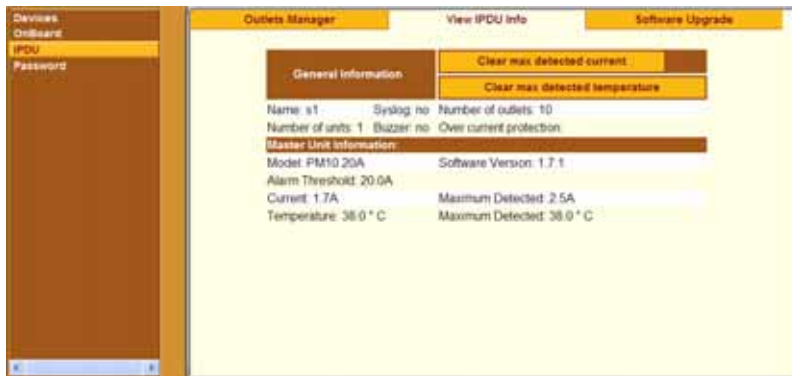 Devices
OnBoard
IPDU
Password
Outlets Manager View IPDU Info Software Upgrade
General Information
Clear max detected current
Clear max detected temperature
Name: s1 Syslog: no Number of outlets: 10
Number of units: 1 Buzzer: no Over current protection:
Master Unit Information:
Model: PM10 20A Software Version: 1.7.1
Alarm Threshold: 20.0A
Current: 1.7A Maximum Detected: 2.5A
Temperature: 38.0 ° C Maximum Detected: 38.0 ° C